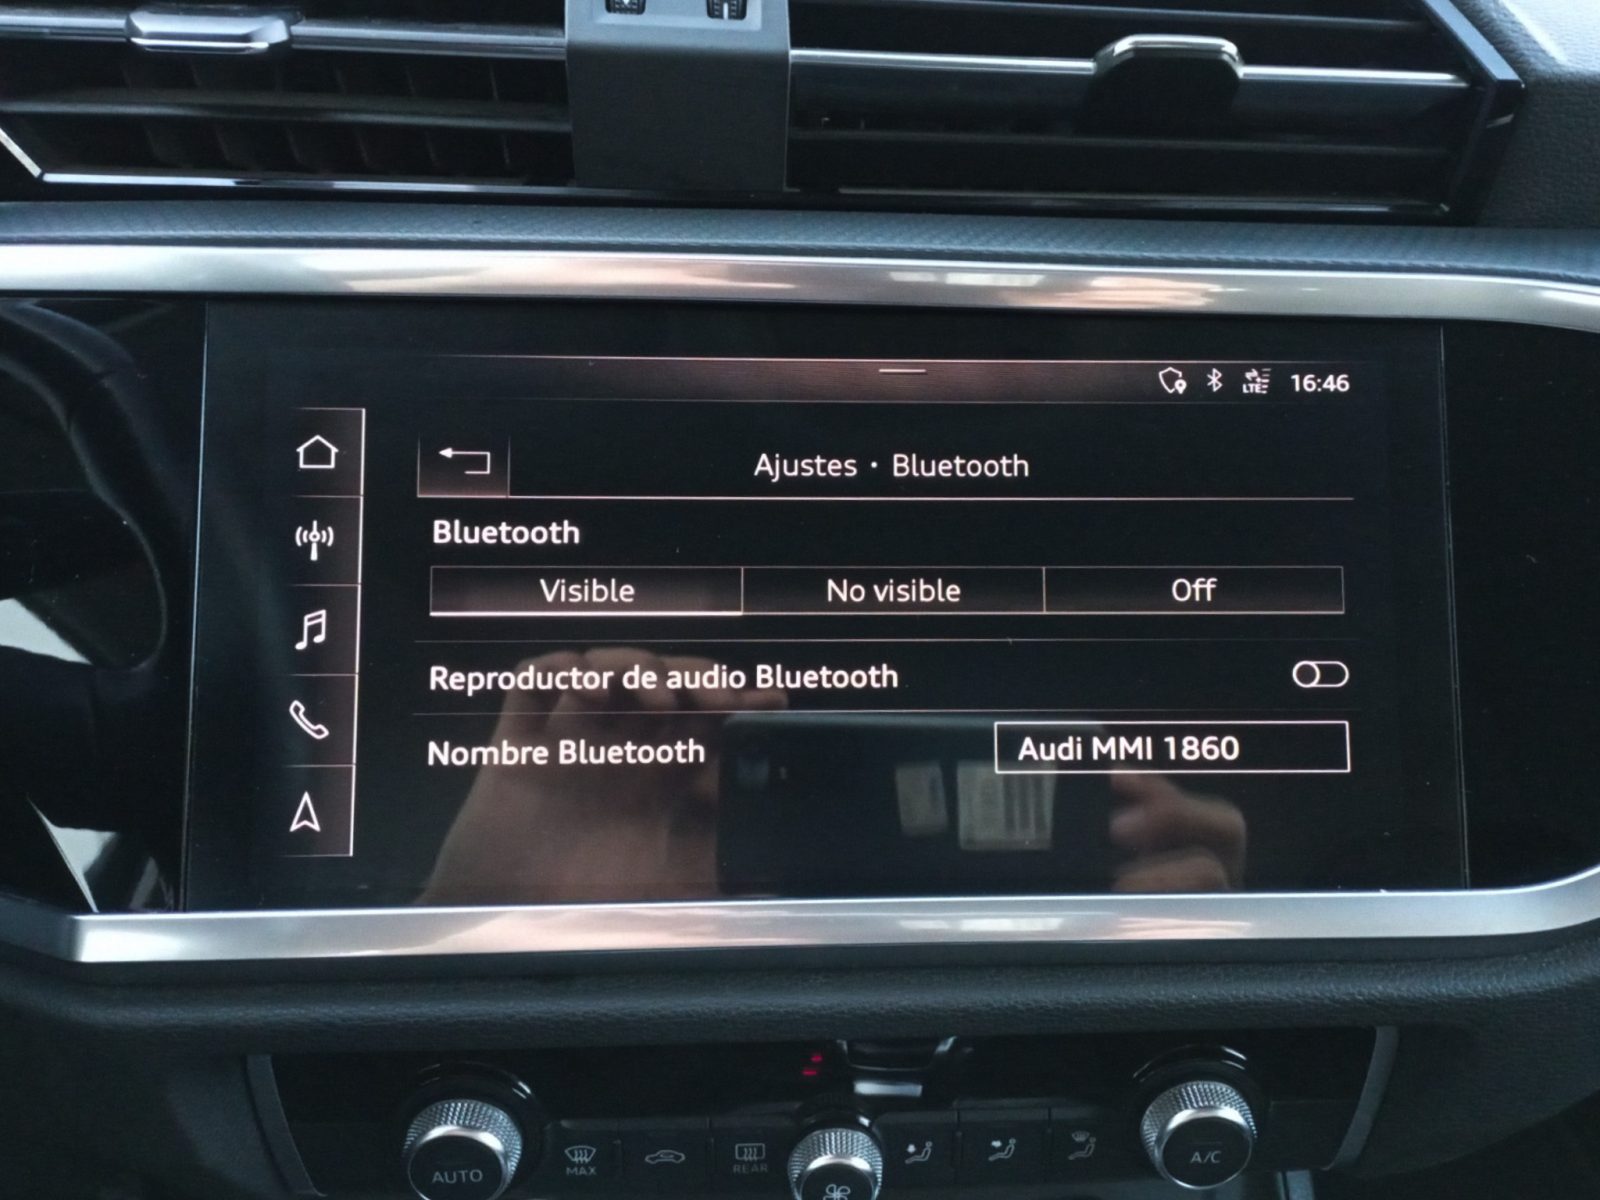 LTE 16:46
Ajustes • Bluetooth
Bluetooth
Visible No visible Off
Reproductor de audio Bluetooth
Nombre Bluetooth Audi MMI 1860
AUTO MAX REAR A/C